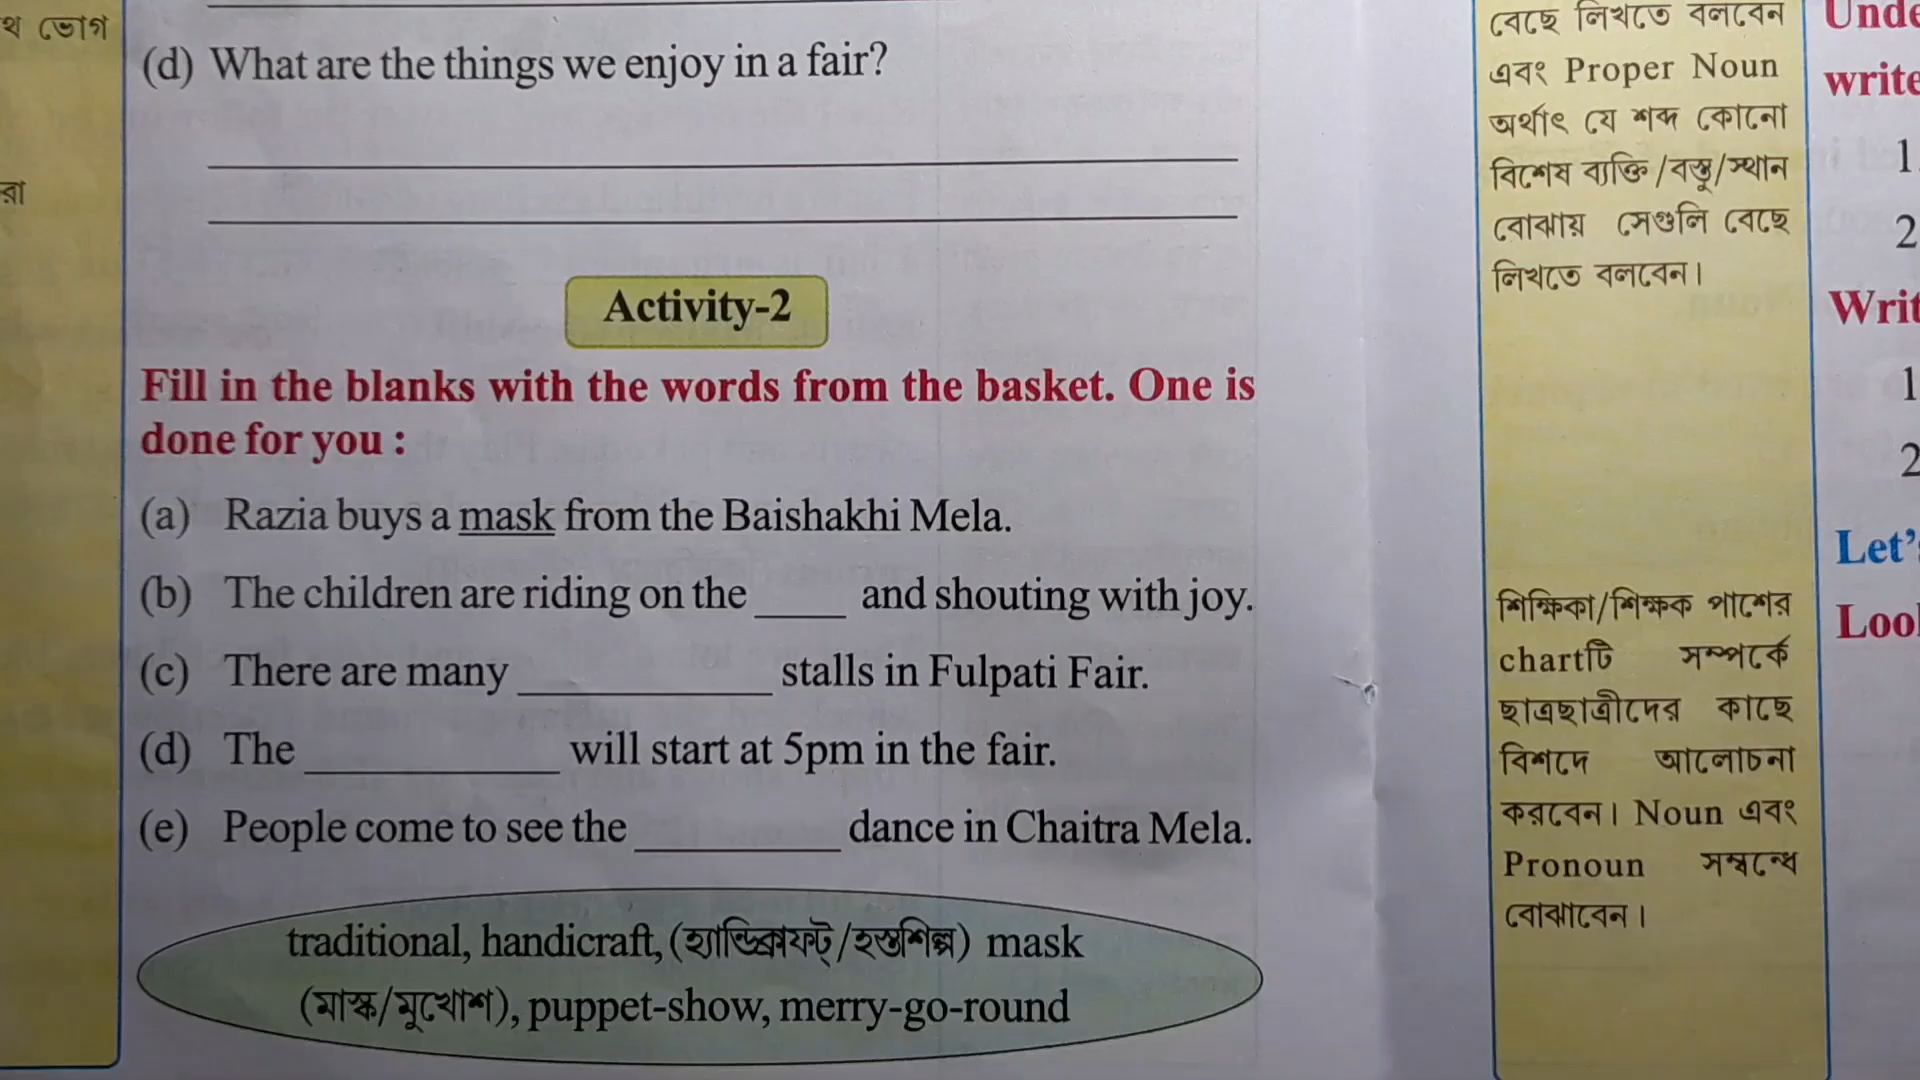 থ ভোগ
রা
(d) What are the things we enjoy in a fair?
Activity-2
Fill in the blanks with the words from the basket. One is
done for you :
(a) Razia buys a mask from the Baishakhi Mela.
(b) The children are riding on the ____ and shouting with joy.
(c) There are many ____________ stalls in Fulpati Fair.
(d) The ____________ will start at 5pm in the fair.
(e) People come to see the __________ dance in Chaitra Mela.
traditional, handicraft, (হ্যান্ডিক্রাফ্ট্/হস্তশিল্প) mask
(মাস্ক/মুখোশ), puppet-show, merry-go-round
বেছে লিখতে বলবেন
এবং Proper Noun
অর্থাৎ যে শব্দ কোনো
বিশেষ ব্যক্তি/বস্তু/স্থান
বোঝায় সেগুলি বেছে
লিখতে বলবেন।
শিক্ষিকা/শিক্ষক পাশের
chartটি সম্পর্কে
ছাত্রছাত্রীদের কাছে
বিশদে আলোচনা
করবেন। Noun এবং
Pronoun সম্বন্ধে
বোঝাবেন।
Unde
write
1.
2
Writ
1
2
Let's
Look